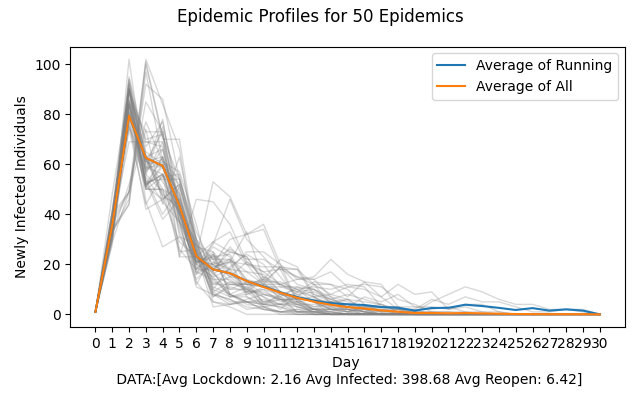 Epidemic Profiles for 50 Epidemics
Average of Running
Average of All
Newly Infected Individuals
100
80
60
40
20
0
0 1 2 3 4 5 6 7 8 9 10 11 12 13 14 15 16 17 18 19 20 21 22 23 24 25 26 27 28 29 30
Day
DATA:[Avg Lockdown: 2.16 Avg Infected: 398.68 Avg Reopen: 6.42]